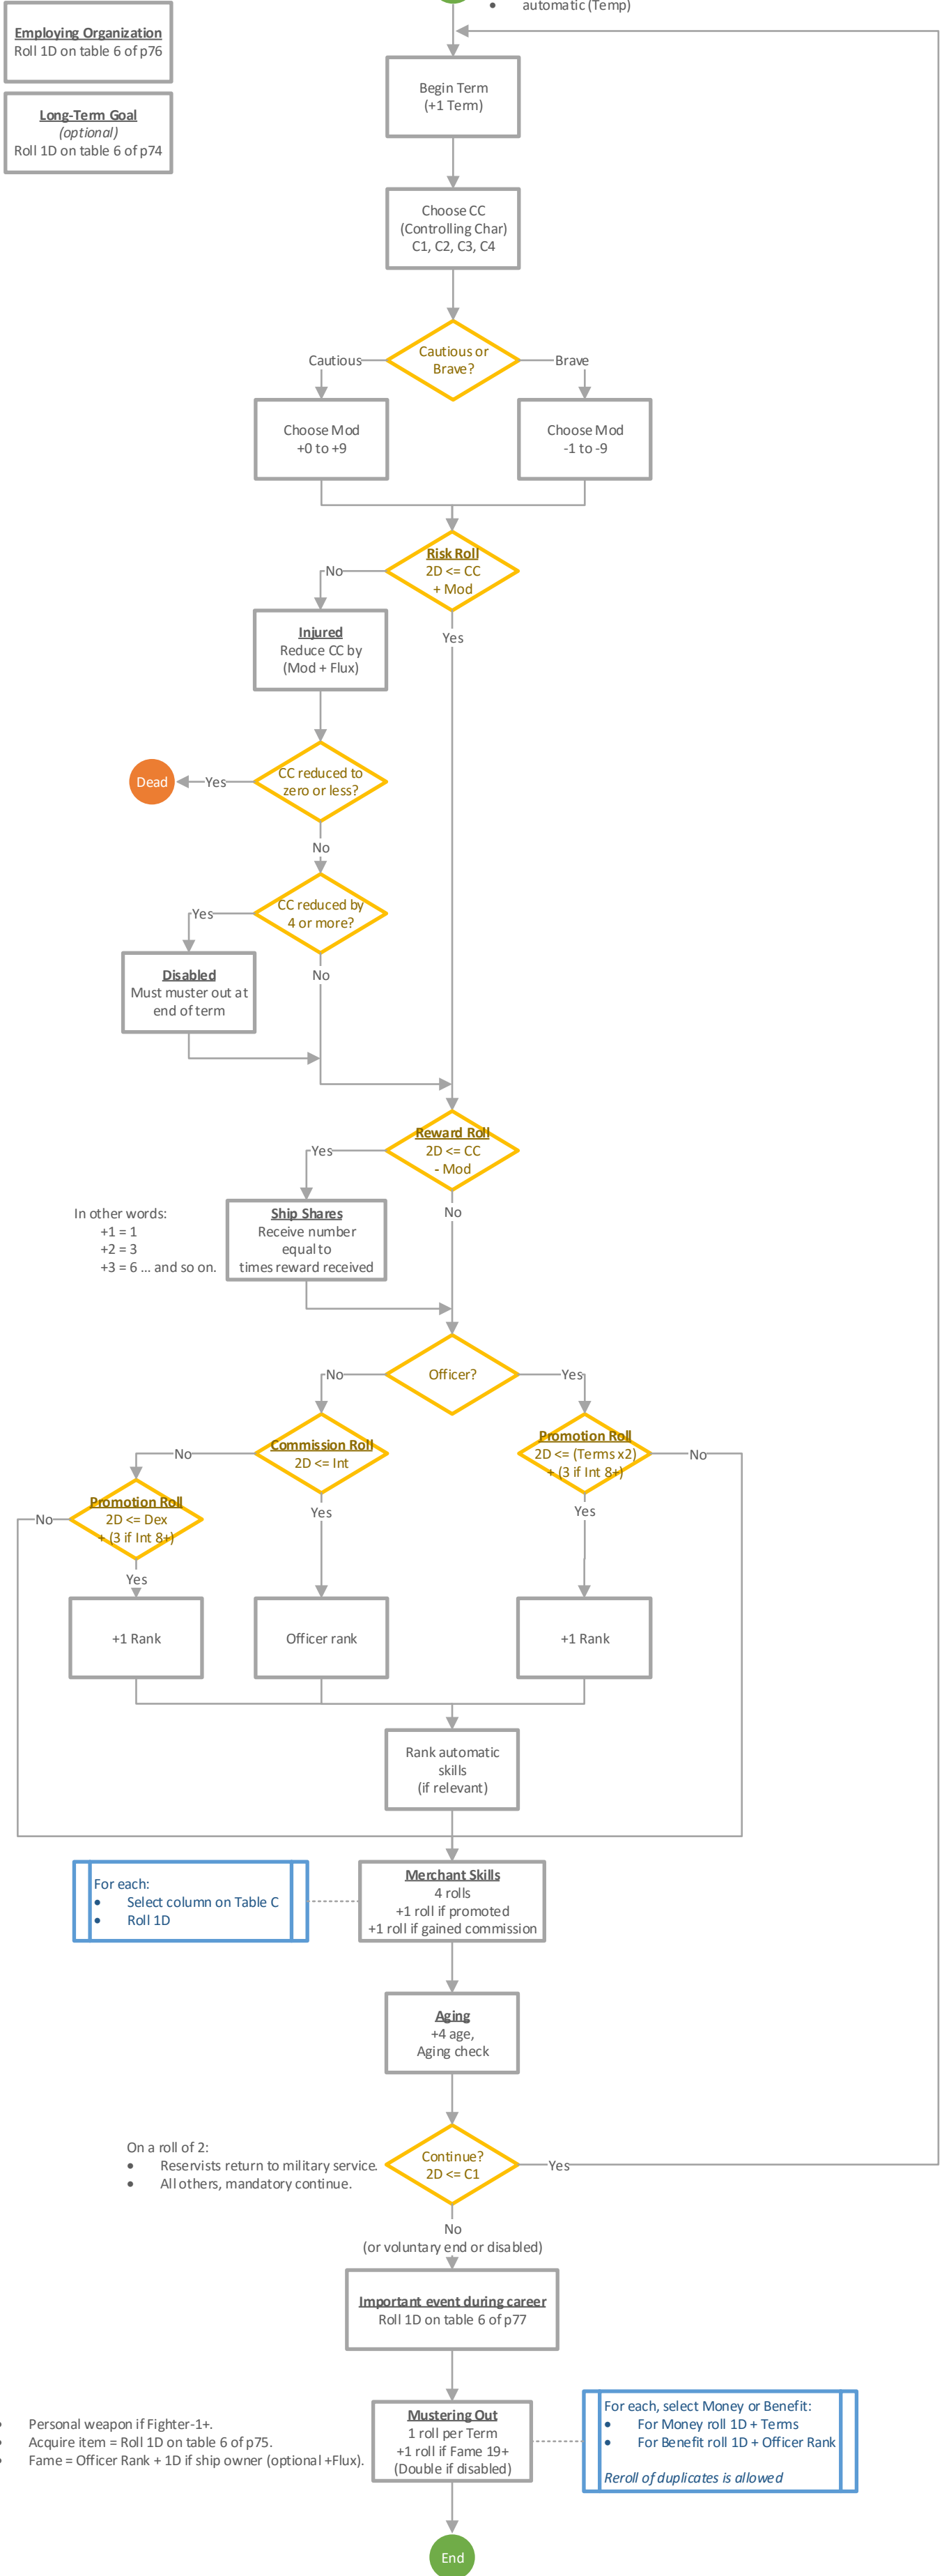 • automatic (Temp)
Employing Organization
Roll 1D on table 6 of p76
Long-Term Goal
(optional)
Roll 1D on table 6 of p74
Begin Term
(+1 Term)
Choose CC
(Controlling Char)
C1, C2, C3, C4
Cautious or
Brave?
Cautious
Brave
Choose Mod
+0 to +9
Choose Mod
-1 to -9
Risk Roll
2D <= CC
+ Mod
No
Yes
Injured
Reduce CC by
(Mod + Flux)
CC reduced to
zero or less?
Yes
Dead
No
CC reduced by
4 or more?
Yes
No
Disabled
Must muster out at
end of term
Reward Roll
2D <= CC
- Mod
Yes
No
Ship Shares
Receive number
equal to
times reward received
In other words:
+1 = 1
+2 = 3
+3 = 6 ... and so on.
Officer?
No
Yes
Commission Roll
2D <= Int
No
Yes
Promotion Roll
2D <= (Terms x2)
+ (3 if Int 8+)
No
Yes
Promotion Roll
2D <= Dex
+ (3 if Int 8+)
No
Yes
+1 Rank
Officer rank
+1 Rank
Rank automatic
skills
(if relevant)
For each:
• Select column on Table C
• Roll 1D
Merchant Skills
4 rolls
+1 roll if promoted
+1 roll if gained commission
Aging
+4 age,
Aging check
On a roll of 2:
• Reservists return to military service.
• All others, mandatory continue.
Continue?
2D <= C1
Yes
No
(or voluntary end or disabled)
Important event during career
Roll 1D on table 6 of p77
• Personal weapon if Fighter-1+.
• Acquire item = Roll 1D on table 6 of p75.
• Fame = Officer Rank + 1D if ship owner (optional +Flux).
Mustering Out
1 roll per Term
+1 roll if Fame 19+
(Double if disabled)
For each, select Money or Benefit:
• For Money roll 1D + Terms
• For Benefit roll 1D + Officer Rank
Reroll of duplicates is allowed
End